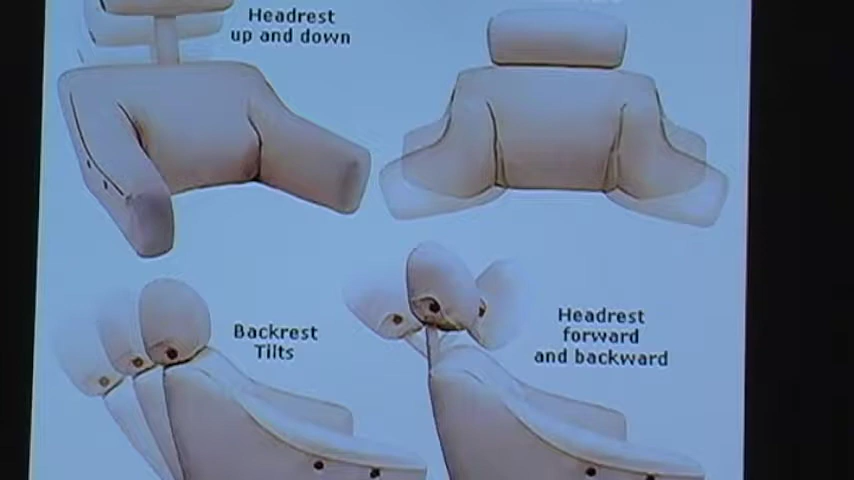 Headrest
up and down
Backrest
Tilts
Headrest
forward
and backward